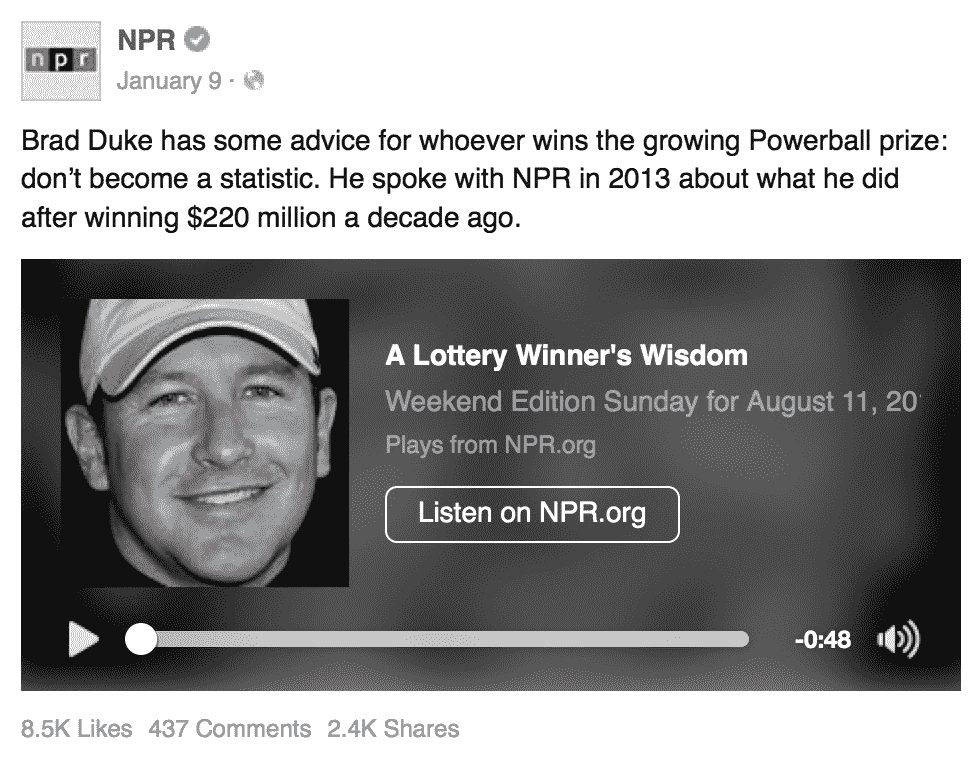 npr
NPR
January 9 ·
Brad Duke has some advice for whoever wins the growing Powerball prize:
don’t become a statistic. He spoke with NPR in 2013 about what he did
after winning $220 million a decade ago.
A Lottery Winner's Wisdom
Weekend Edition Sunday for August 11, 20
Plays from NPR.org
Listen on NPR.org
-0:48
8.5K Likes 437 Comments 2.4K Shares